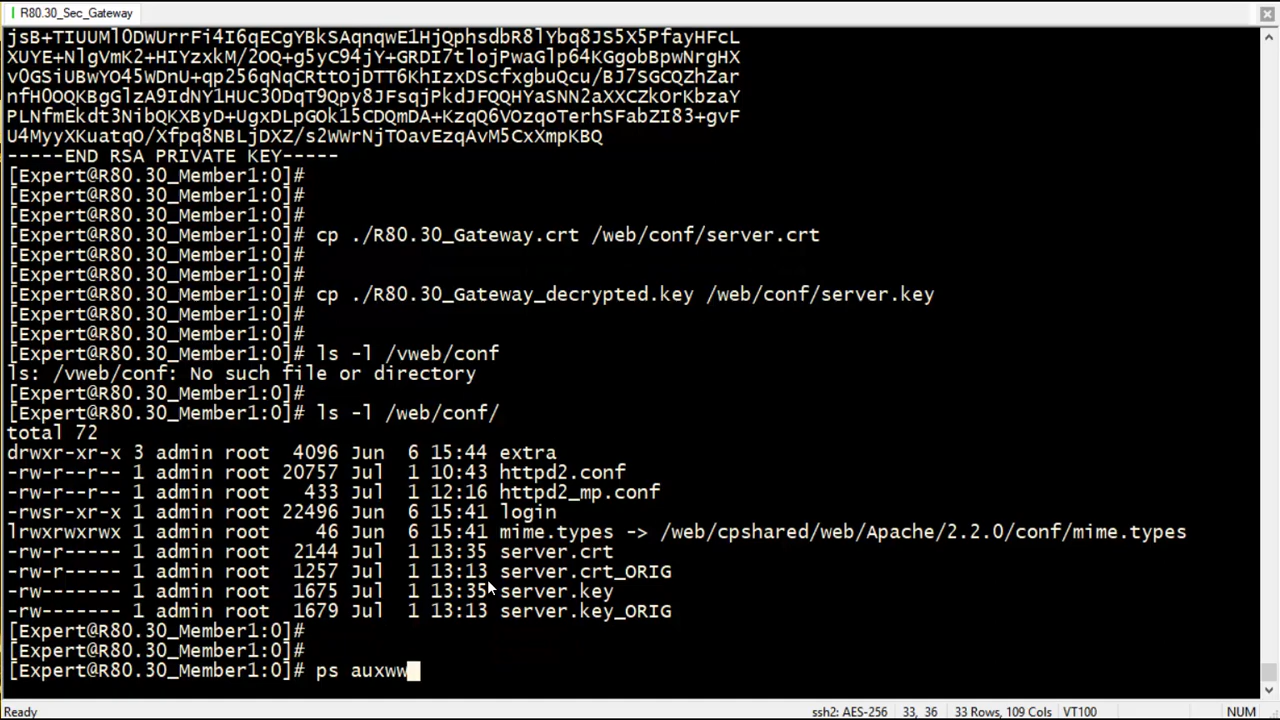 R80.30_Sec_Gateway
jsB+TIUUMlODWUrrFi4I6qECgYBkSAqnqwE1HjQphsdbR8lYbq8JS5X5PfayHFcL
XUYE+NlgVmK2+HIYzxkM/2OQ+g5yC94jY+GRDI7tlojPwaGlp64KGgobBpwNrgHX
v0GSiUBwYO45WDnU+qp256qNqCRttOjDTT6KhIzxDScfxgbuQcu/BJ7SGCQZhZar
nfH0OQKBgGlzA9IdNY1HUC3ODqT9Qpy8JFsqjPkdJFQQHYaSNN2aXXCZkOrKbzaY
PLNfmEkdt3NibQKXByD+UgxDLpGOk15CDQmDA+KzqQ6VOzqoTerhSFabZI83+gvF
U4MyyXKuatqO/Xfpq8NBLjDXZ/s2WWrNjTOavEzqAvM5CxXmpKBQ
-----END RSA PRIVATE KEY-----
[Expert@R80.30_Member1:0]#
[Expert@R80.30_Member1:0]#
[Expert@R80.30_Member1:0]#
[Expert@R80.30_Member1:0]# cp ./R80.30_Gateway.crt /web/conf/server.crt
[Expert@R80.30_Member1:0]#
[Expert@R80.30_Member1:0]#
[Expert@R80.30_Member1:0]# cp ./R80.30_Gateway_decrypted.key /web/conf/server.key
[Expert@R80.30_Member1:0]#
[Expert@R80.30_Member1:0]#
[Expert@R80.30_Member1:0]# ls -l /vweb/conf
ls: /vweb/conf: No such file or directory
[Expert@R80.30_Member1:0]#
[Expert@R80.30_Member1:0]# ls -l /web/conf/
total 72
drwxr-xr-x 3 admin root 4096 Jun 6 15:44 extra
-rw-r--r-- 1 admin root 20757 Jul 1 10:43 httpd2.conf
-rw-r--r-- 1 admin root 433 Jul 1 12:16 httpd2_mp.conf
-rwsr-xr-x 1 admin root 22496 Jun 6 15:41 login
lrwxrwxrwx 1 admin root 46 Jun 6 15:41 mime.types -> /web/cpshared/web/Apache/2.2.0/conf/mime.types
-rw-r----- 1 admin root 2144 Jul 1 13:35 server.crt
-rw-r----- 1 admin root 1257 Jul 1 13:13 server.crt_ORIG
-rw------- 1 admin root 1675 Jul 1 13:35 server.key
-rw------- 1 admin root 1679 Jul 1 13:13 server.key_ORIG
[Expert@R80.30_Member1:0]#
[Expert@R80.30_Member1:0]#
[Expert@R80.30_Member1:0]# ps auxww
Ready ssh2: AES-256 33, 36 33 Rows, 109 Cols VT100 NUM